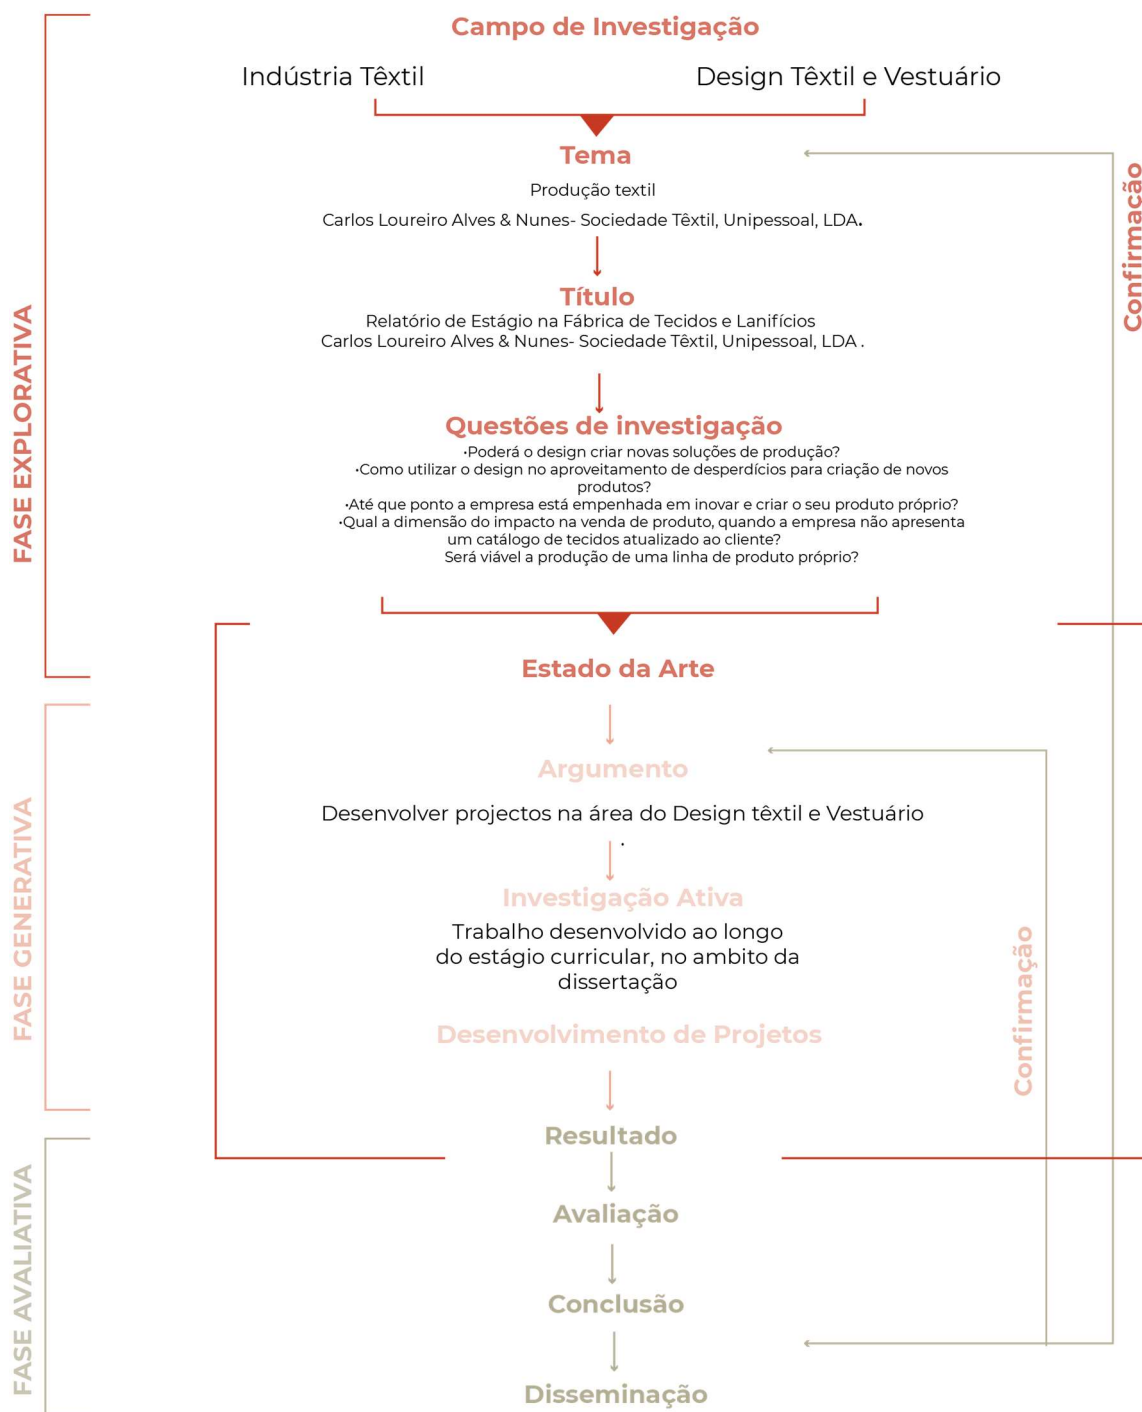 Campo de Investigação
Indústria Têxtil
Design Têxtil e Vestuário
Tema
Produção textil
Carlos Loureiro Alves & Nunes- Sociedade Têxtil, Unipessoal, LDA.
Título
Relatório de Estágio na Fábrica de Tecidos e Lanifícios
Carlos Loureiro Alves & Nunes- Sociedade Têxtil, Unipessoal, LDA .
Questões de investigação
•Poderá o design criar novas soluções de produção?
•Como utilizar o design no aproveitamento de desperdícios para criação de novos
produtos?
•Até que ponto a empresa está empenhada em inovar e criar o seu produto próprio?
•Qual a dimensão do impacto na venda de produto, quando a empresa não apresenta
um catálogo de tecidos atualizado ao cliente?
Será viável a produção de uma linha de produto próprio?
Estado da Arte
Argumento
Desenvolver projectos na área do Design têxtil e Vestuário
.
Investigação Ativa
Trabalho desenvolvido ao longo
do estágio curricular, no ambito da
dissertação
Desenvolvimento de Projetos
Resultado
Avaliação
Conclusão
Disseminação
FASE EXPLORATIVA
FASE GENERATIVA
FASE AVALIATIVA
Confirmação
Confirmação